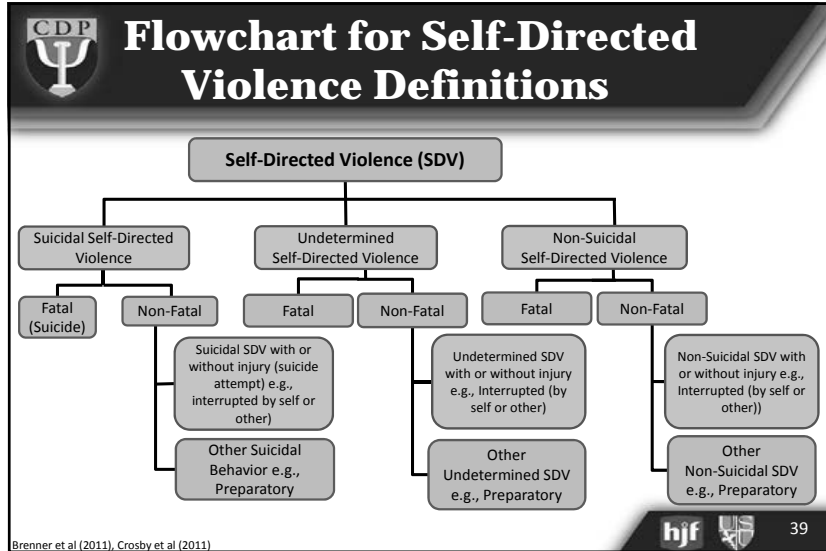 CDP
Flowchart for Self-Directed
Violence Definitions
Self-Directed Violence (SDV)
Suicidal Self-Directed
Violence
Undetermined
Self-Directed Violence
Non-Suicidal
Self-Directed Violence
Fatal
(Suicide)
Non-Fatal
Fatal
Non-Fatal
Fatal
Non-Fatal
Suicidal SDV with or
without injury (suicide
attempt) e.g.,
interrupted by self or
other)
Undetermined SDV
with or without injury
e.g., Interrupted (by
self or other)
Non-Suicidal SDV with
or without injury e.g.,
Interrupted (by self or
other))
Other Suicidal
Behavior e.g.,
Preparatory
Other
Undetermined SDV
e.g., Preparatory
Other
Non-Suicidal SDV
e.g., Preparatory
Brenner et al (2011), Crosby et al (2011)
hjf
39